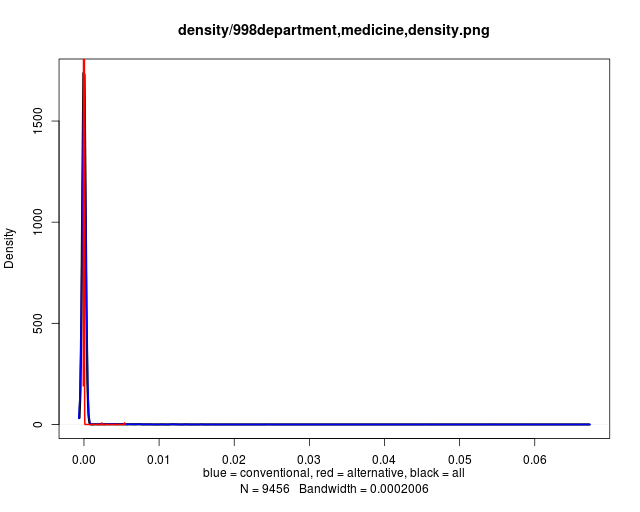 density/998department,medicine,density.png
Density
1500
1000
500
0
0.00 0.01 0.02 0.03 0.04 0.05 0.06
blue = conventional, red = alternative, black = all
N = 9456 Bandwidth = 0.0002006